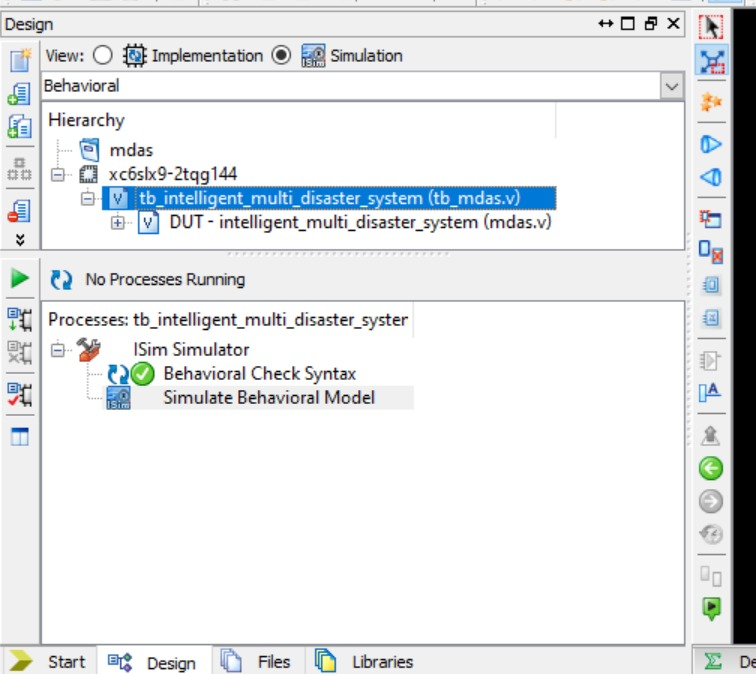 Design
View: Implementation Simulation
Behavioral
Hierarchy
mdas
xc6slx9-2tqg144
tb_intelligent_multi_disaster_system (tb_mdas.v)
DUT - intelligent_multi_disaster_system (mdas.v)
No Processes Running
Processes: tb_intelligent_multi_disaster_syster
ISim Simulator
Behavioral Check Syntax
Simulate Behavioral Model
Start Design Files Libraries
De